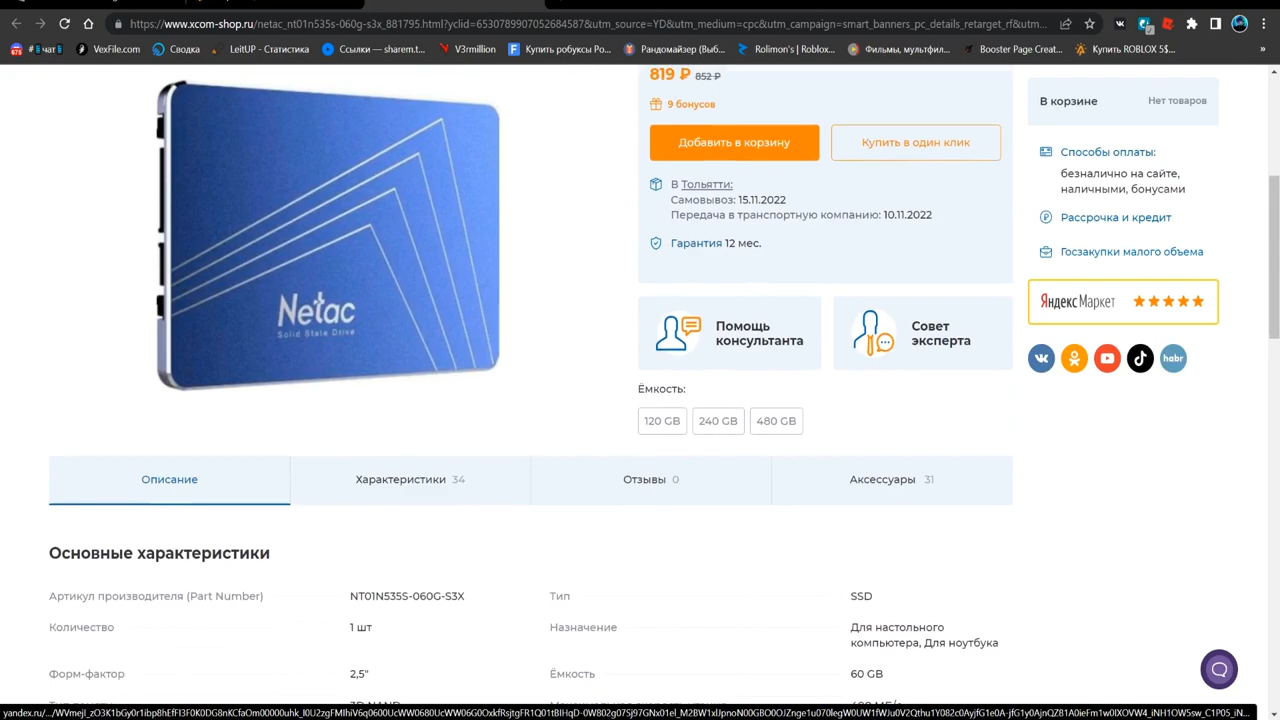 https://www.xcom-shop.ru/netac_nt01n535s-060g-s3x_881795.html?yclid=6530789907052684587&utm_source=YD&utm_medium=cpc&utm_campaign=smart_banners_pc_details_retarget_rf&utm_...
VexFile.com
Сводка
LeitUP - Статистика
Ссылки — sharem.t...
V3rmillion
Купить робуксы Ро...
Рандомайзер (Выб...
Rolimon's | Roblox...
Фильмы, мультфил...
Booster Page Creat...
Купить ROBLOX 5$...
»
819 ₽ 852 ₽
9 бонусов
Добавить в корзину
Купить в один клик
В Тольятти:
Самовывоз: 15.11.2022
Передача в транспортную компанию: 10.11.2022
Гарантия 12 мес.
В корзине
Нет товаров
Способы оплаты:
безналично на сайте,
наличными, бонусами
Рассрочка и кредит
Госзакупки малого объема
ЯндексМаркет
habr
Netac
Solid State Drive
Помощь
консультанта
Совет
эксперта
Ёмкость:
120 GB
240 GB
480 GB
Описание
Характеристики 34
Отзывы 0
Аксессуары 31
Основные характеристики
Артикул производителя (Part Number)
NT01N535S-060G-S3X
Тип
SSD
Количество
1 шт
Назначение
Для настольного
компьютера, Для ноутбука
Форм-фактор
2,5"
Ёмкость
60 GB